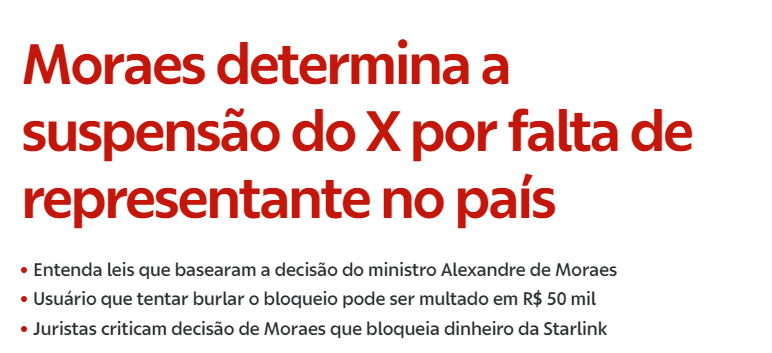 Moraes determina a
suspensão do X por falta de
representante no país
• Entenda leis que basearam a decisão do ministro Alexandre de Moraes
• Usuário que tentar burlar o bloqueio pode ser multado em R$ 50 mil
• Juristas criticam decisão de Moraes que bloqueia dinheiro da Starlink